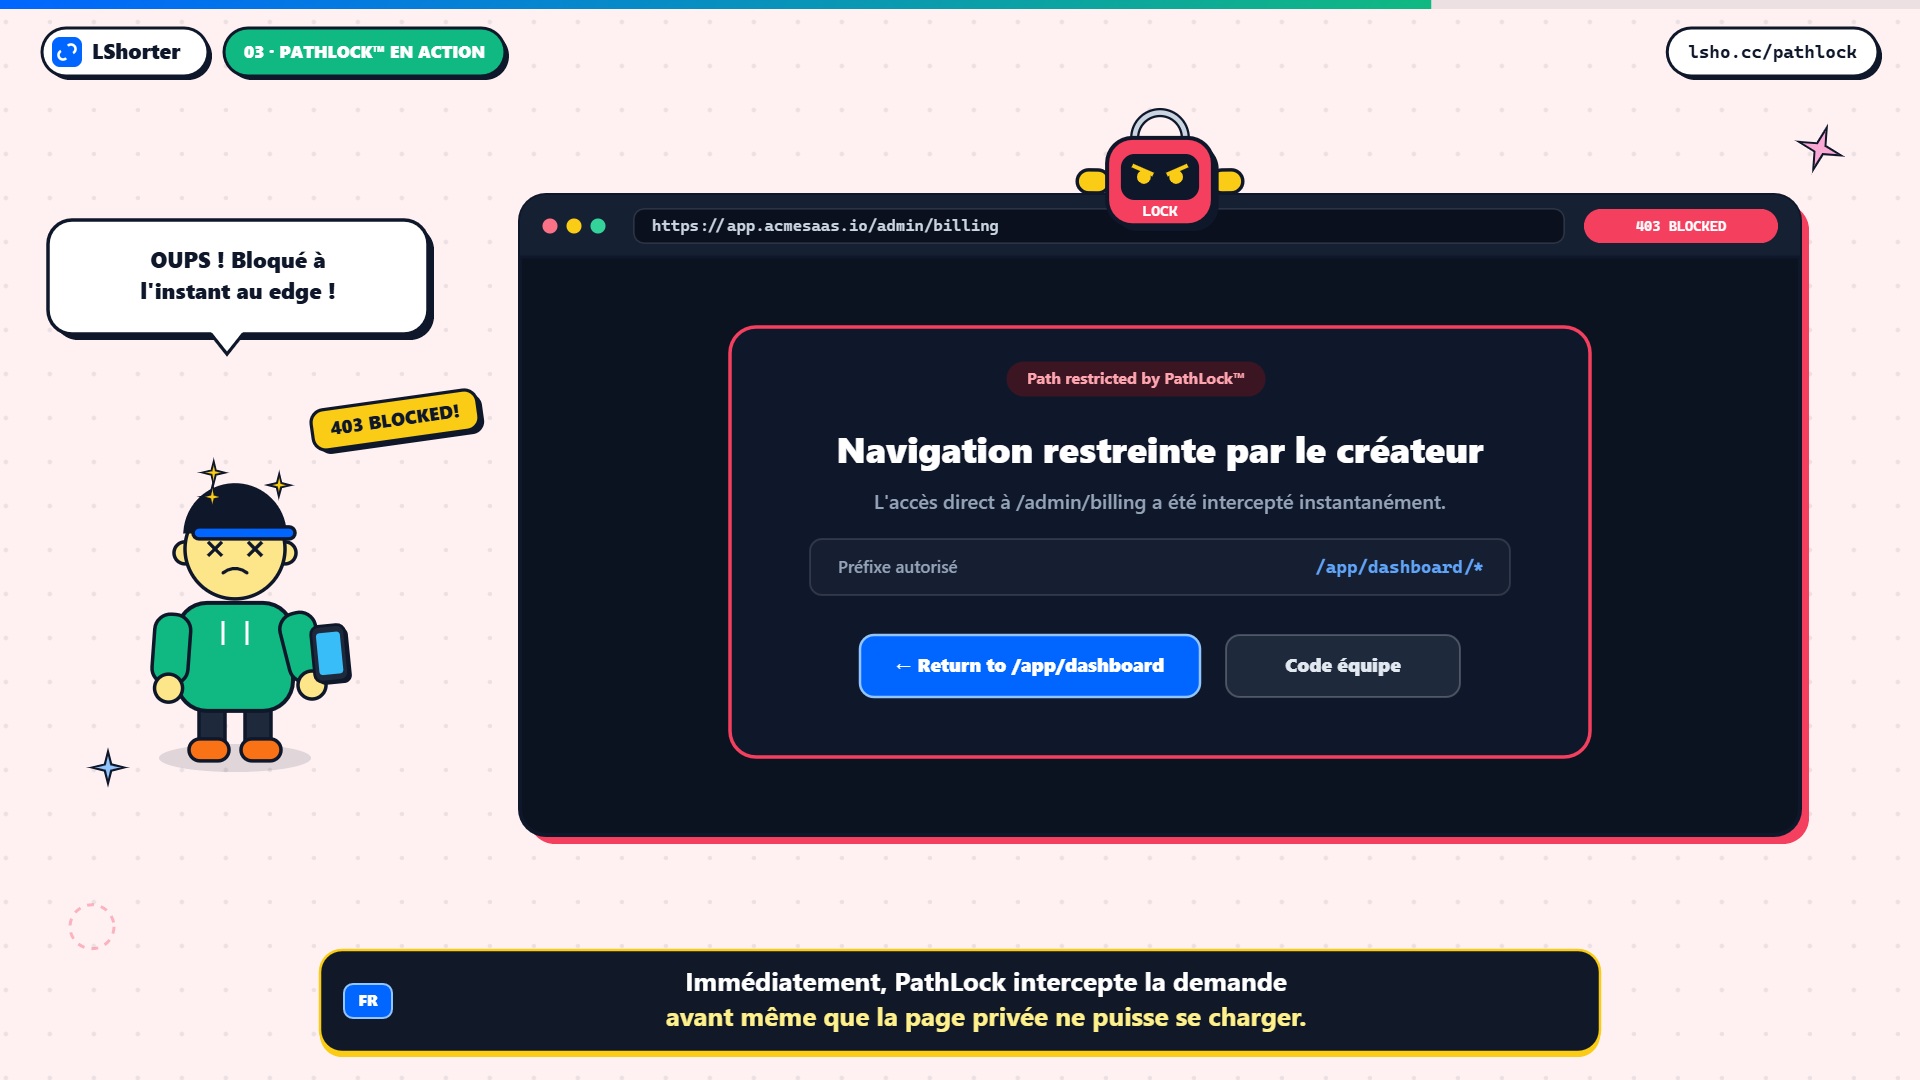 LShorter
03 · PATHLOCK™ EN ACTION
lsho.cc/pathlock
OUPS ! Bloqué à
l'instant au edge !
403 BLOCKED!
LOCK
https://app.acmesaas.io/admin/billing
403 BLOCKED
Path restricted by PathLock™
Navigation restreinte par le créateur
L'accès direct à /admin/billing a été intercepté instantanément.
Préfixe autorisé
/app/dashboard/*
← Return to /app/dashboard
Code équipe
FR
Immédiatement, PathLock intercepte la demande
avant même que la page privée ne puisse se charger.